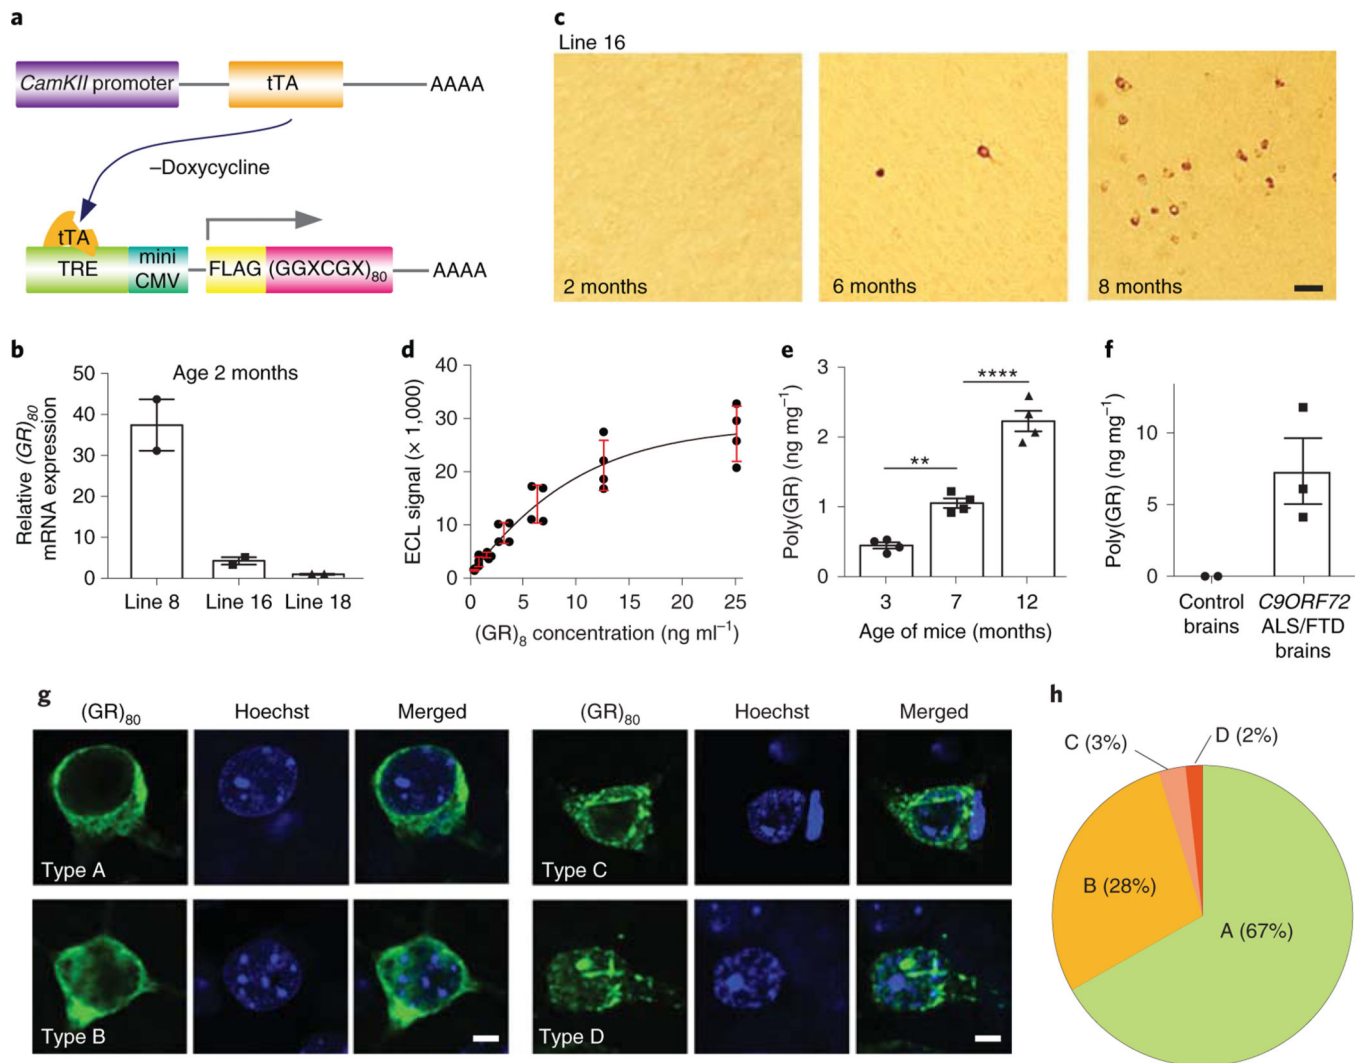 a
CamKII promoter
tTA
AAAA
–Doxycycline
tTA
TRE
mini
CMV
FLAG
(GGXCGX)80
AAAA
c
Line 16
2 months
6 months
8 months
b
Age 2 months
Relative (GR)80
mRNA expression
50
40
30
20
10
0
Line 8
Line 16
Line 18
d
ECL signal (× 1,000)
40
30
20
10
0
0
5
10
15
20
25
(GR)8 concentration (ng ml−1)
e
Poly(GR) (ng mg−1)
3
2
1
0
**
****
3
7
12
Age of mice (months)
f
Poly(GR) (ng mg−1)
10
5
0
Control
brains
C9ORF72
ALS/FTD
brains
g
(GR)80
Hoechst
Merged
(GR)80
Hoechst
Merged
Type A
Type C
Type B
Type D
h
C (3%)
D (2%)
B (28%)
A (67%)